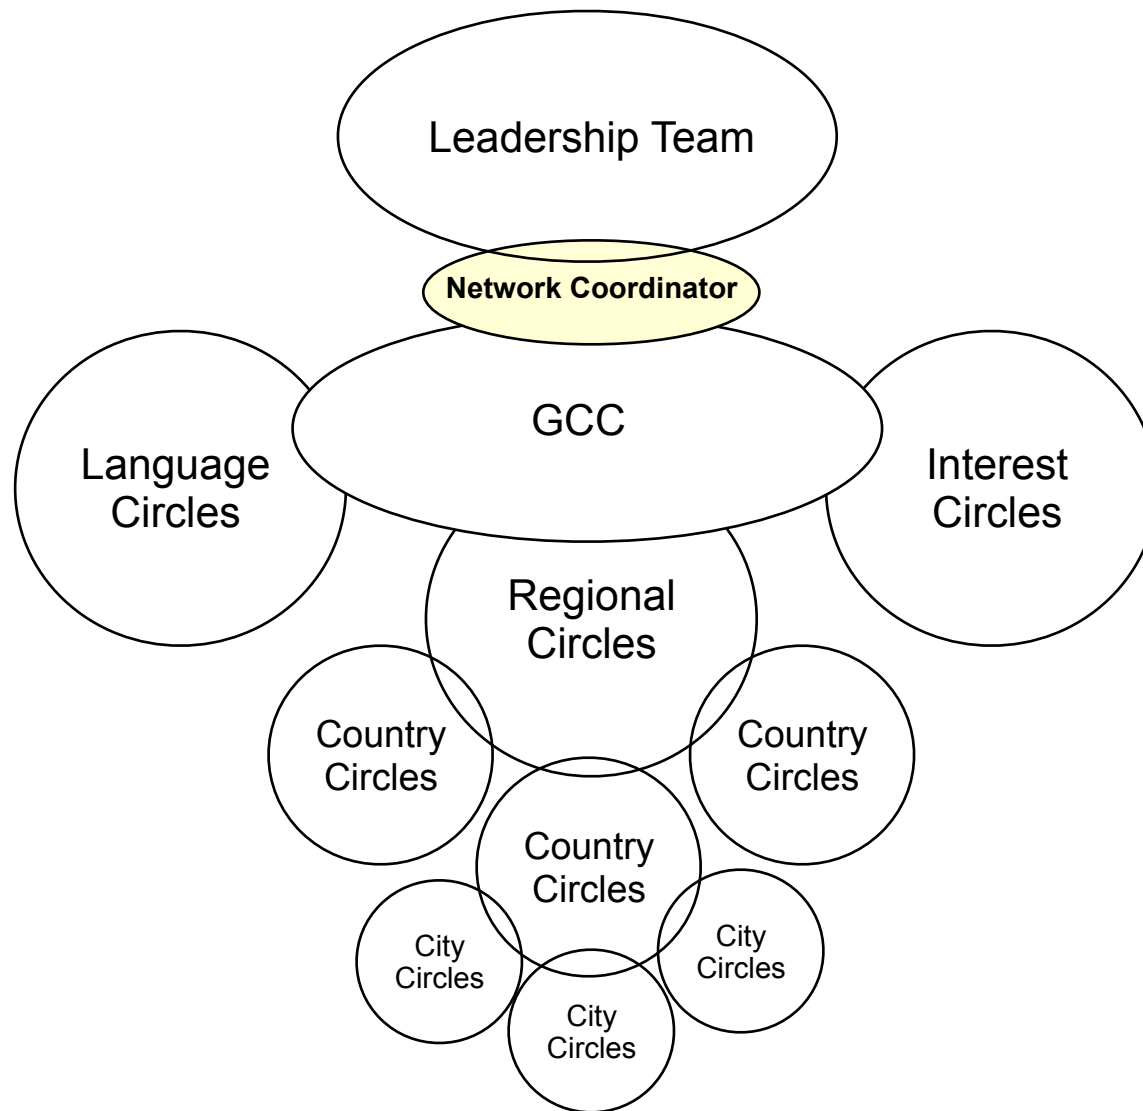 Leadership Team
Network Coordinator
GCC
Language
Circles
Interest
Circles
Regional
Circles
Country
Circles
Country
Circles
Country
Circles
City
Circles
City
Circles
City
Circles